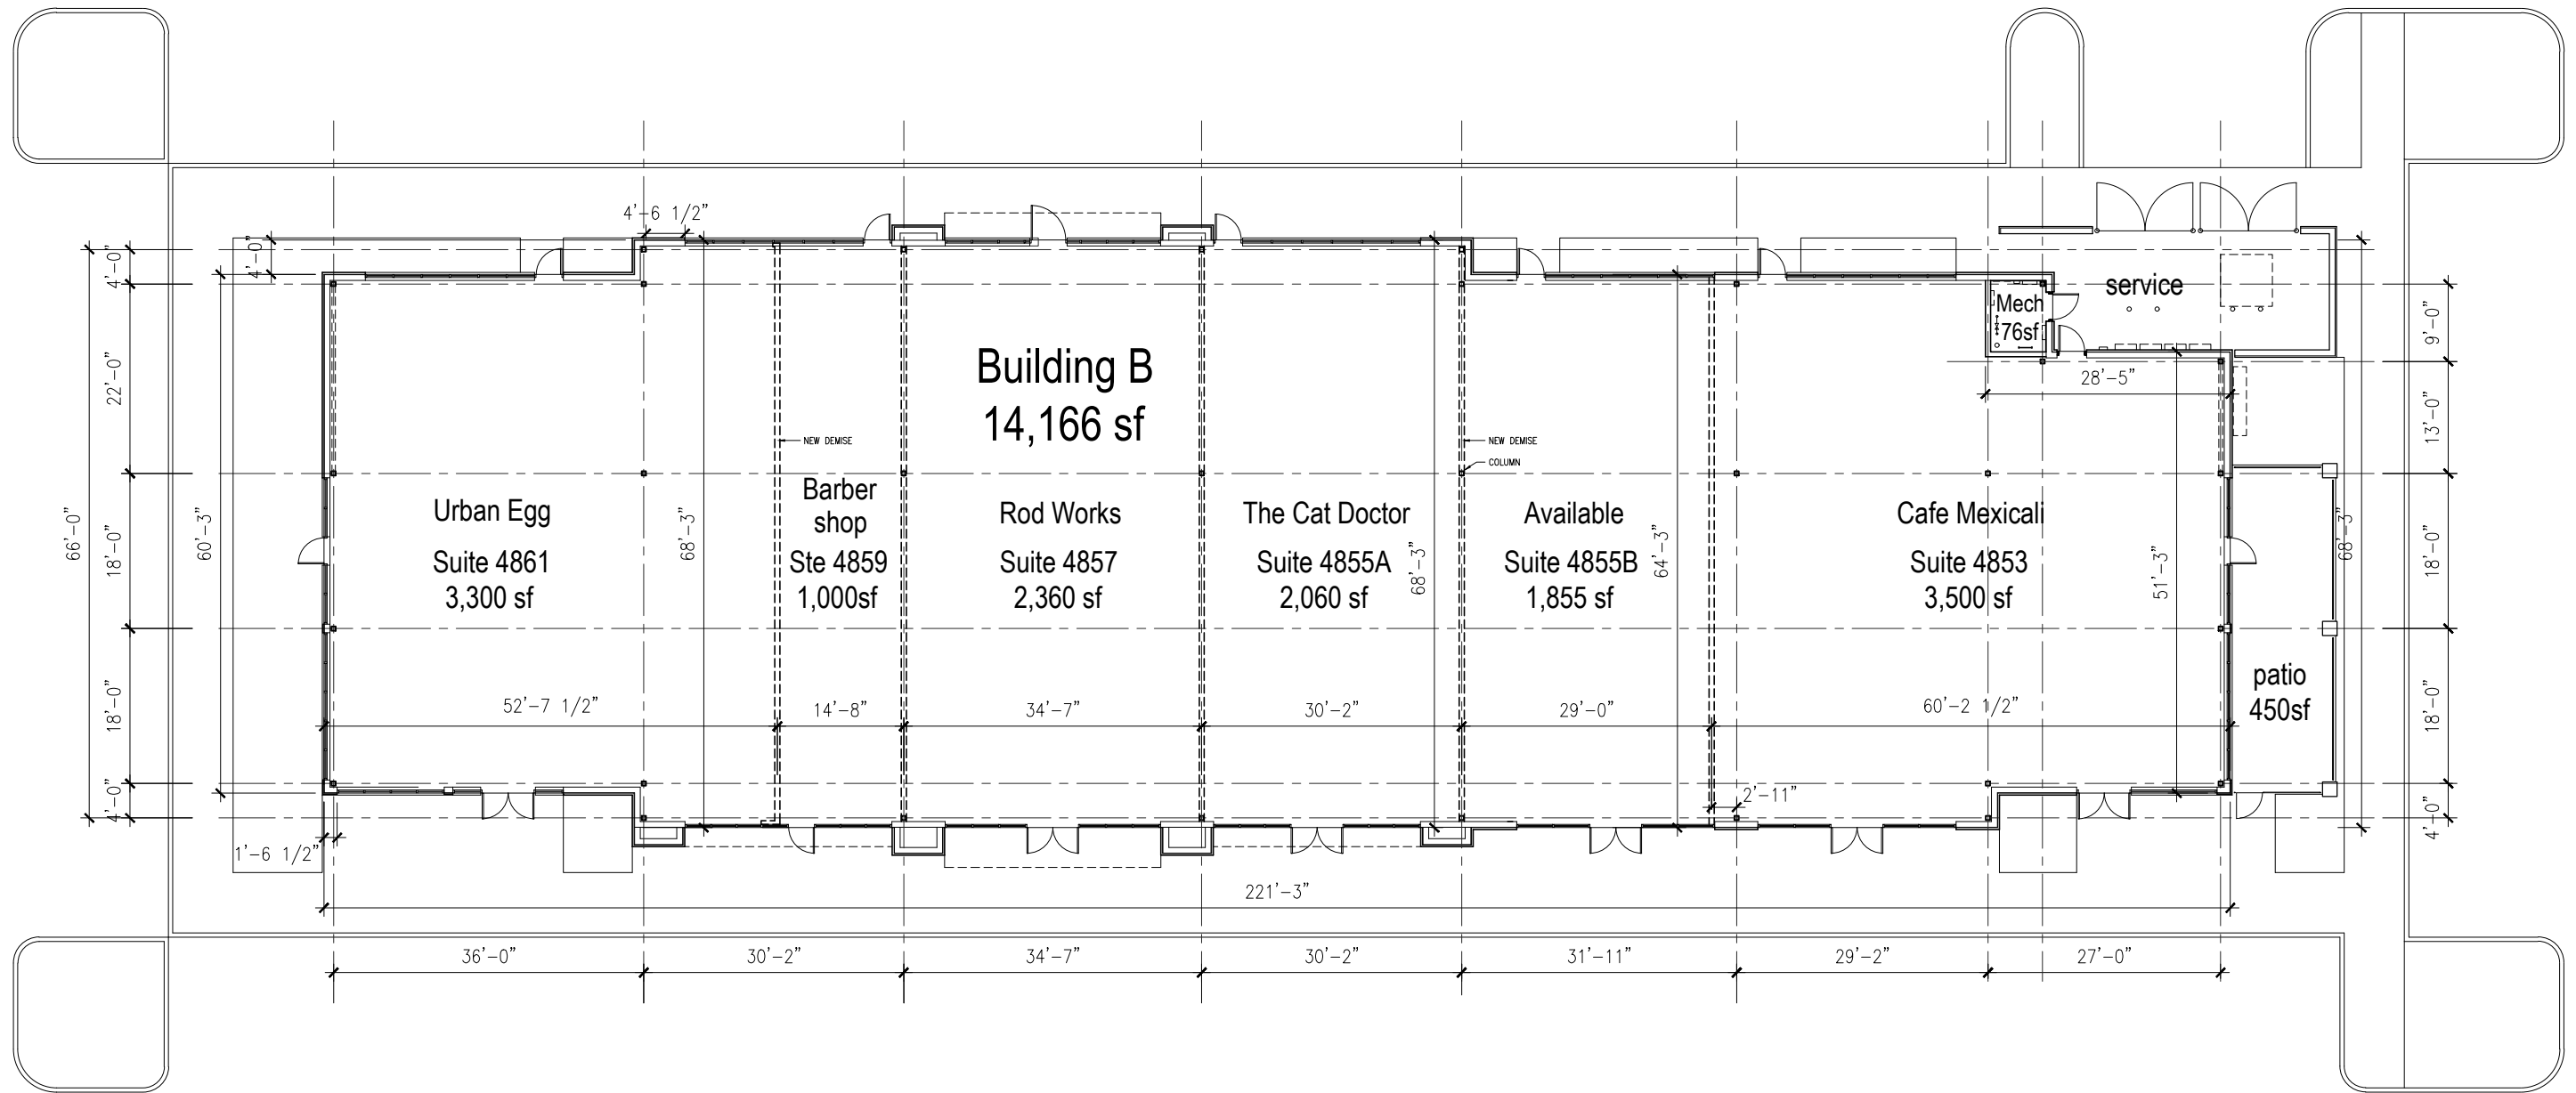 4'-6 1/2"
4'-0"
4'-0"
22'-0"
18'-0"
18'-0"
4'-0"
66'-0"
60'-3"
68'-3"
Building B
14,166 sf
NEW DEMISE
NEW DEMISE
COLUMN
Mech
76sf
service
28'-5"
9'-0"
13'-0"
18'-0"
18'-0"
4'-0"
Urban Egg
Suite 4861
3,300 sf
Barber
shop
Ste 4859
1,000sf
Rod Works
Suite 4857
2,360 sf
The Cat Doctor
Suite 4855A
2,060 sf
68'-3"
Available
Suite 4855B
1,855 sf
64'-3"
Cafe Mexicali
Suite 4853
3,500 sf
51'-3"
68'-3"
patio
450sf
52'-7 1/2"
14'-8"
34'-7"
30'-2"
29'-0"
60'-2 1/2"
2'-11"
1'-6 1/2"
221'-3"
36'-0"
30'-2"
34'-7"
30'-2"
31'-11"
29'-2"
27'-0"